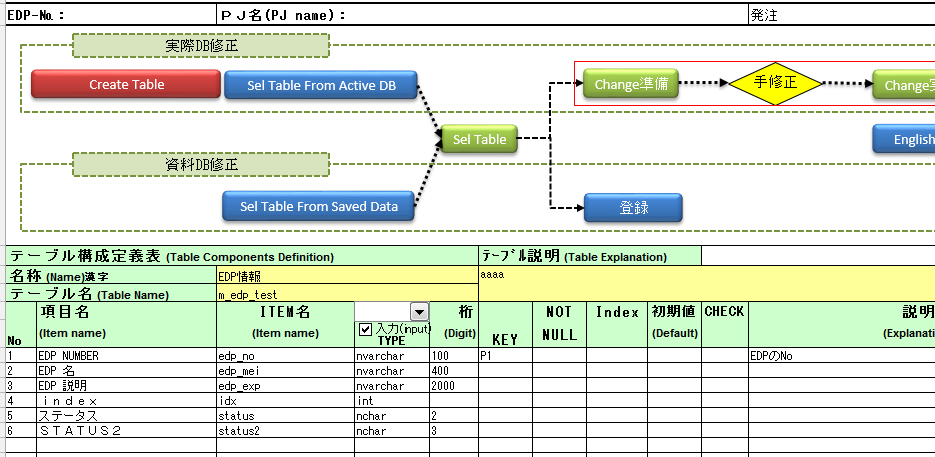 EDP-No.： ＰＪ名(PJ name)： 発注
実際DB修正
Create Table Sel Table From Active DB Change準備 手修正 Change
Sel Table English
資料DB修正
Sel Table From Saved Data 登録
テーブル構成定義表 (Table Components Definition) ﾃｰﾌﾞﾙ説明 (Table Explanation)
名称 (Name)漢字 EDP情報 aaaa
テーブル名 (Table Name) m_edp_test
No 項目名 (Item name) ＩＴＥＭ名 (Item name) 入力(input) TYPE 桁 (Digit) KEY NOT NULL Index 初期値 (Default) CHECK 説明 (Explanati
1 EDP NUMBER edp_no nvarchar 100 P1 EDPのNo
2 EDP 名 edp_mei nvarchar 400
3 EDP 説明 edp_exp nvarchar 2000
4 ｉｎｄｅｘ idx int
5 ステータス status nchar 2
6 ＳＴＡＴＵＳ２ status2 nchar 3